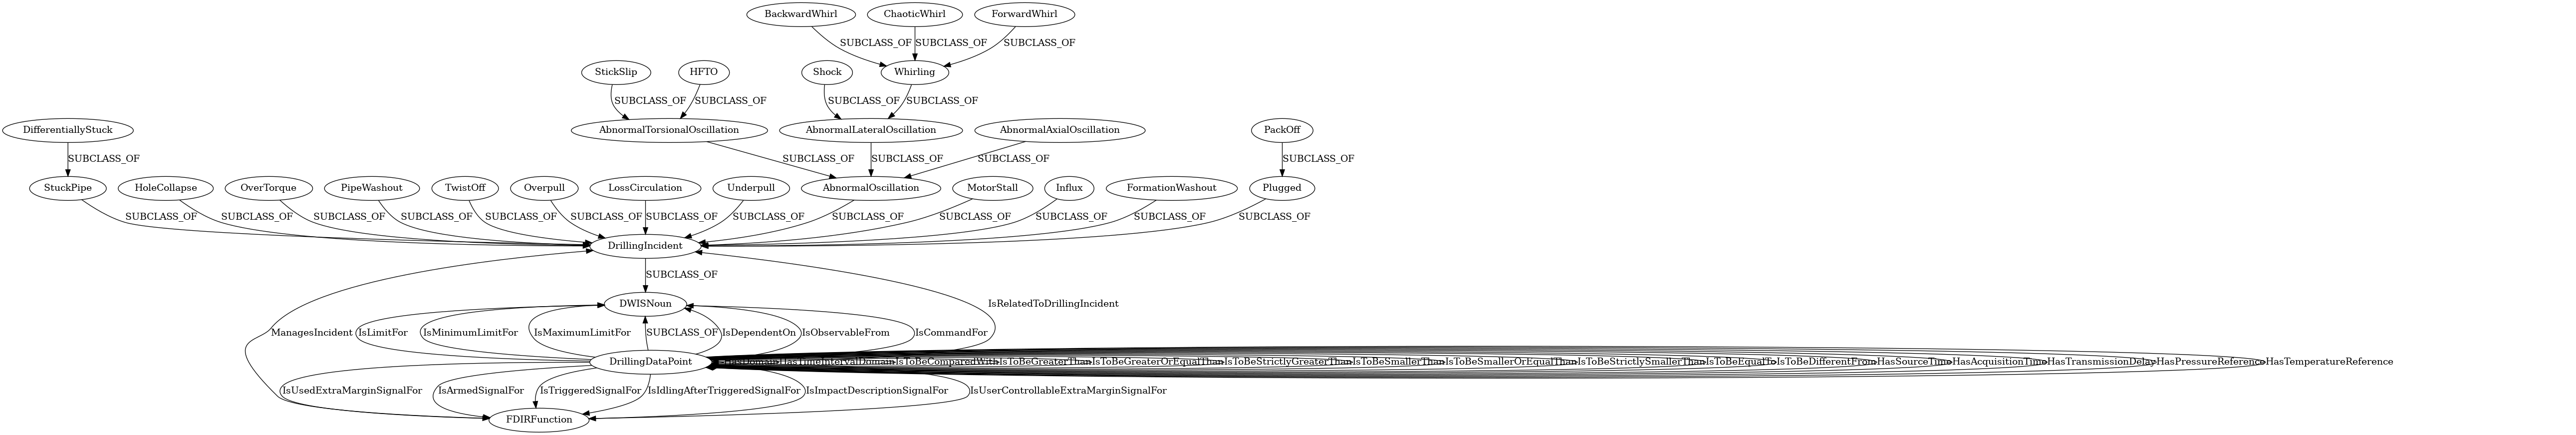 BackwardWhirl
ChaoticWhirl
ForwardWhirl
SUBCLASS_OF
SUBCLASS_OF
SUBCLASS_OF
StickSlip
HFTO
Shock
Whirling
SUBCLASS_OF
SUBCLASS_OF
SUBCLASS_OF
SUBCLASS_OF
DifferentiallyStuck
AbnormalTorsionalOscillation
AbnormalLateralOscillation
AbnormalAxialOscillation
PackOff
SUBCLASS_OF
SUBCLASS_OF
SUBCLASS_OF
SUBCLASS_OF
SUBCLASS_OF
StuckPipe
HoleCollapse
OverTorque
PipeWashout
TwistOff
Overpull
LossCirculation
Underpull
AbnormalOscillation
MotorStall
Influx
FormationWashout
Plugged
SUBCLASS_OF
SUBCLASS_OF
SUBCLASS_OF
SUBCLASS_OF
SUBCLASS_OF
SUBCLASS_OF
SUBCLASS_OF
SUBCLASS_OF
SUBCLASS_OF
SUBCLASS_OF
SUBCLASS_OF
SUBCLASS_OF
SUBCLASS_OF
DrillingIncident
SUBCLASS_OF
DWISNoun
IsRelatedToDrillingIncident
ManagesIncident
IsLimitFor
IsMinimumLimitFor
IsMaximumLimitFor
SUBCLASS_OF
IsDependentOn
IsObservableFrom
IsCommandFor
DrillingDataPoint
HasTimeIntervalDomain
IsToBeComparedWith
IsToBeGreaterThan
IsToBeGreaterOrEqualThan
IsToBeStrictlyGreaterThan
IsToBeSmallerThan
IsToBeSmallerOrEqualThan
IsToBeStrictlySmallerThan
IsToBeEqualTo
IsToBeDifferentFrom
HasSourceTime
HasAcquisitionTime
HasTransmissionDelay
HasPressureReference
HasTemperatureReference
IsUsedExtraMarginSignalFor
IsArmedSignalFor
IsTriggeredSignalFor
IsIdlingAfterTriggeredSignalFor
IsImpactDescriptionSignalFor
IsUserControllableExtraMarginSignalFor
FDIRFunction